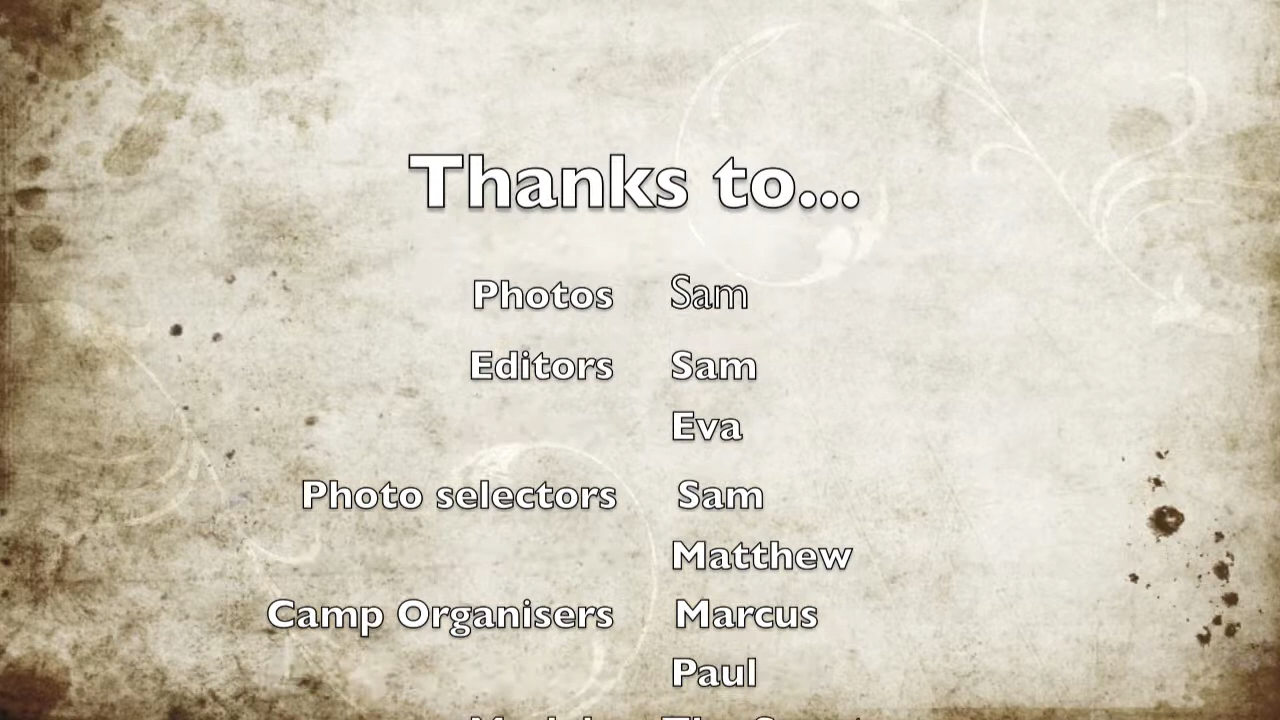 Thanks to...
Photos Sam
Editors Sam
Eva
Photo selectors Sam
Matthew
Camp Organisers Marcus
Paul